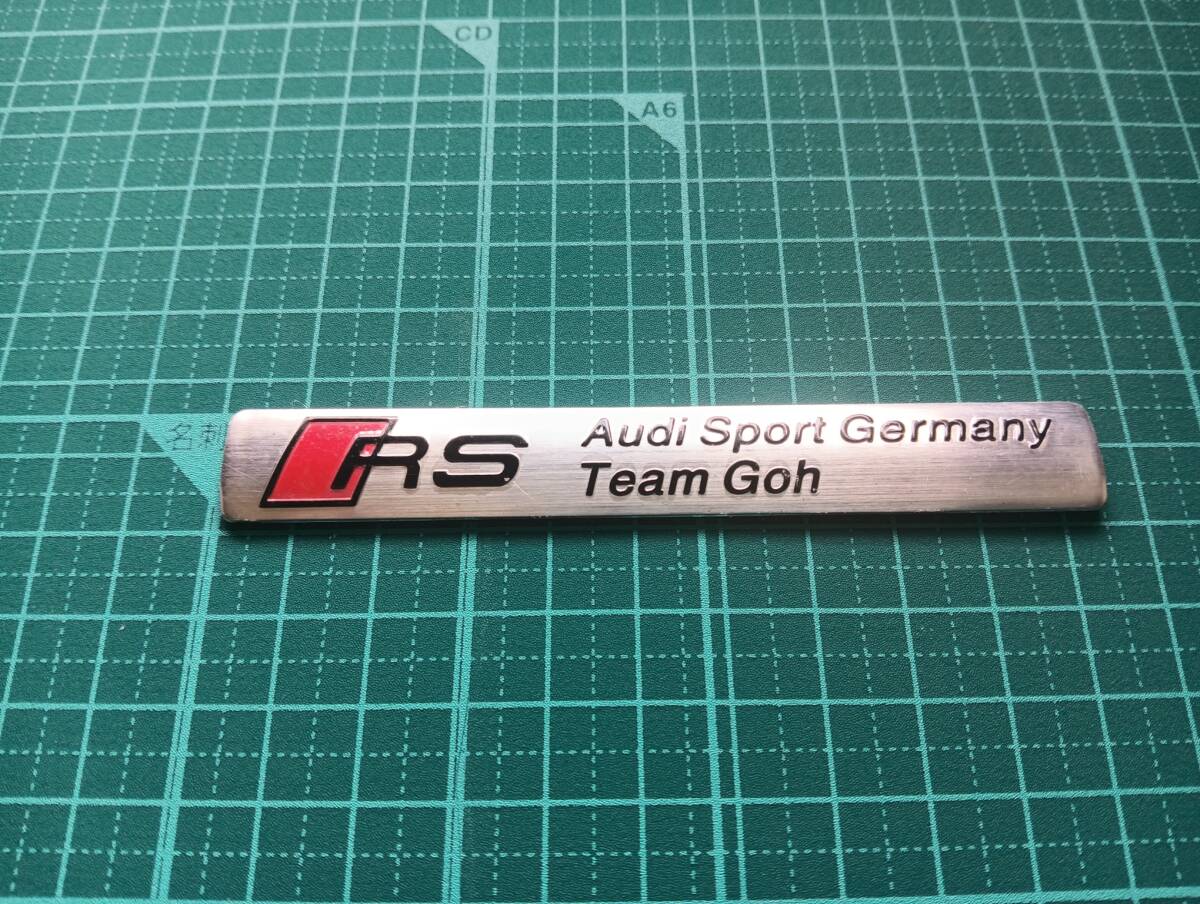 CD
A6
名刺
RS
Audi Sport Germany
Team Goh